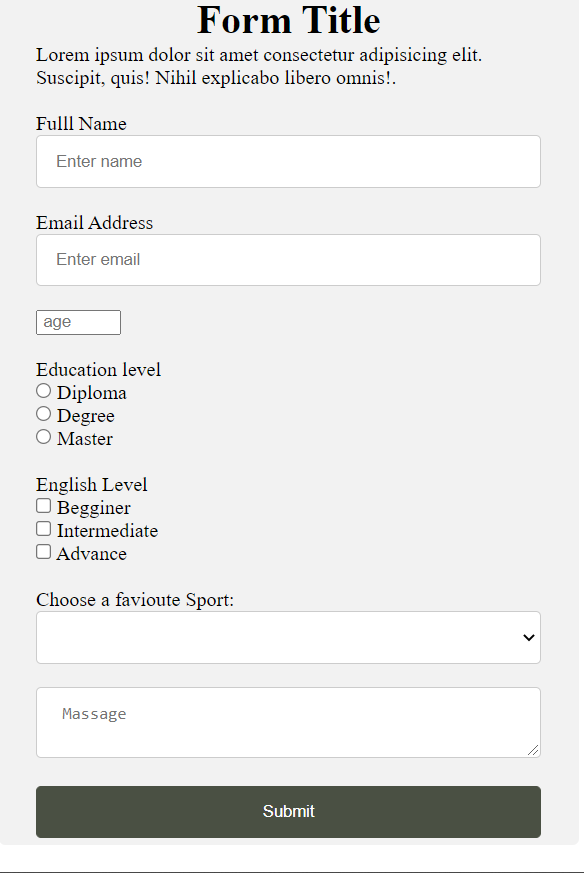 Form Title
Lorem ipsum dolor sit amet consectetur adipisicing elit.
Suscipit, quis! Nihil explicabo libero omnis!.
Fulll Name
Enter name
Email Address
Enter email
age
Education level
Diploma
Degree
Master
English Level
Begginer
Intermediate
Advance
Choose a favioute Sport:
Massage
Submit